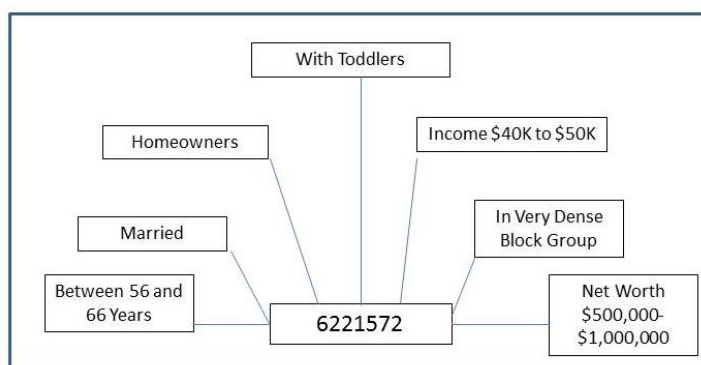 With Toddlers
Homeowners
Income $40K to $50K
Married
In Very Dense
Block Group
Between 56 and
66 Years
6221572
Net Worth
$500,000-
$1,000,000